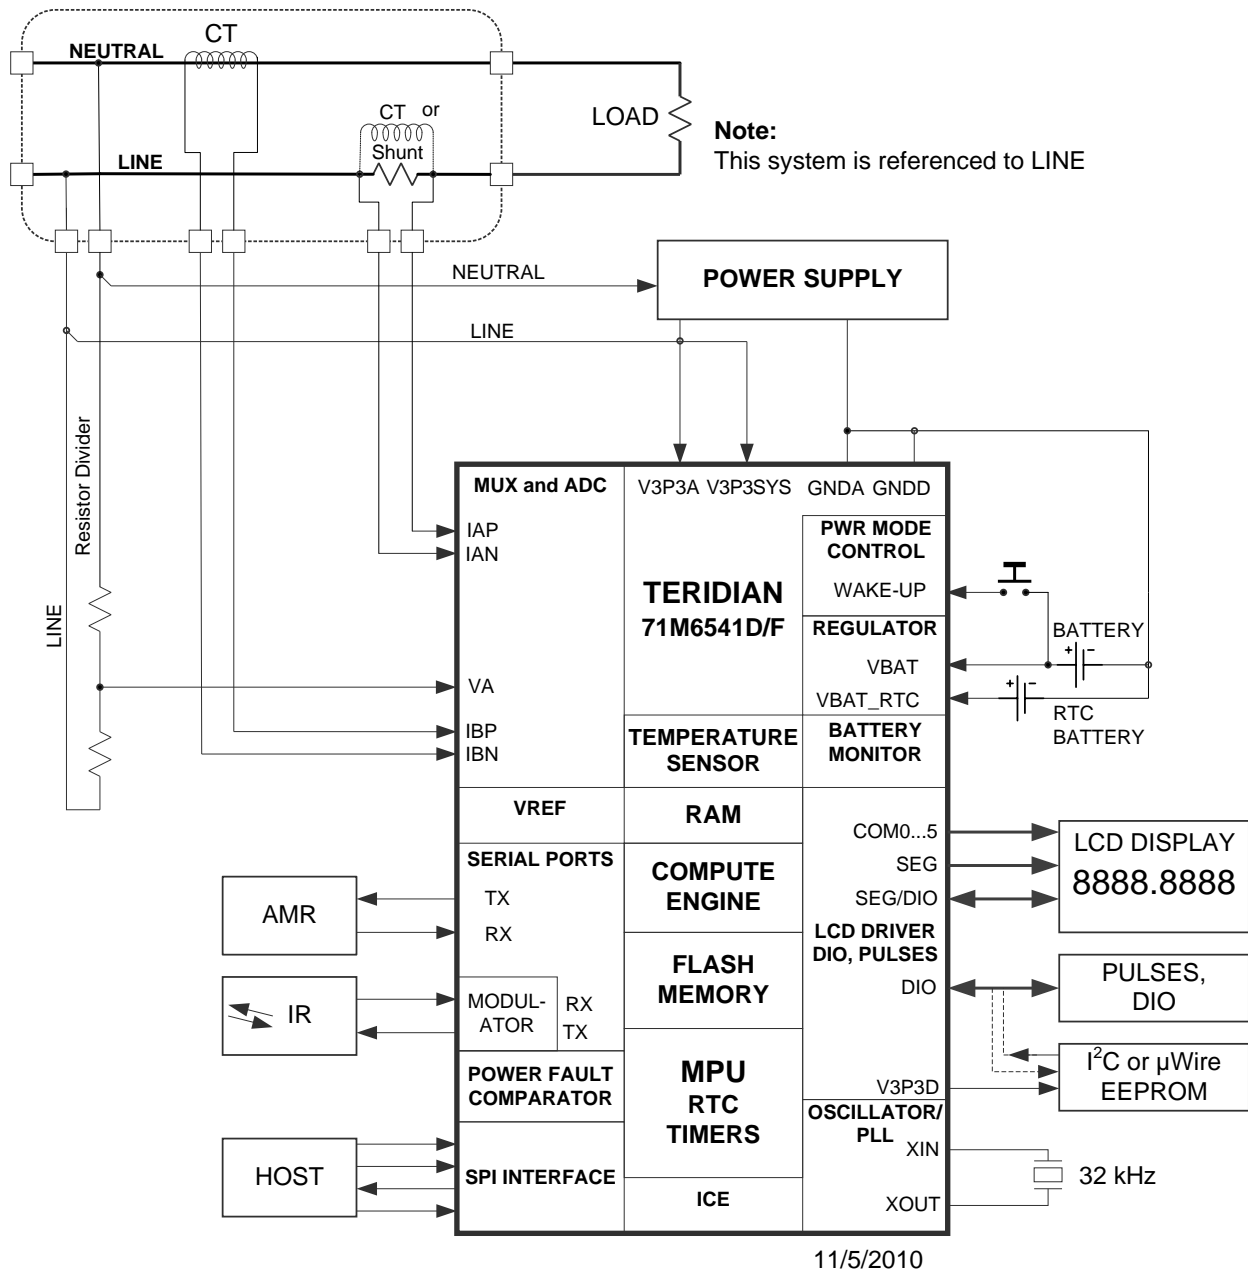 CT
NEUTRAL
CT or
Shunt
LINE
LOAD
Note:
This system is referenced to LINE
NEUTRAL
POWER SUPPLY
LINE
Resistor Divider
LINE
MUX and ADC
V3P3A V3P3SYS GNDA GNDD
IAP
IAN
PWR MODE
CONTROL
TERIDIAN
71M6541D/F
WAKE-UP
REGULATOR
BATTERY
+ -
VBAT
VBAT_RTC
+ -
RTC
BATTERY
VA
IBP
IBN
TEMPERATURE
SENSOR
BATTERY
MONITOR
VREF
RAM
COM0...5
SEG
SEG/DIO
LCD DISPLAY
8888.8888
SERIAL PORTS
TX
RX
AMR
COMPUTE
ENGINE
LCD DRIVER
DIO, PULSES
DIO
PULSES,
DIO
FLASH
MEMORY
IR
MODUL-
ATOR
RX
TX
I²C or µWire
EEPROM
V3P3D
POWER FAULT
COMPARATOR
MPU
RTC
TIMERS
OSCILLATOR/
PLL
XIN
XOUT
32 kHz
HOST
SPI INTERFACE
ICE
11/5/2010